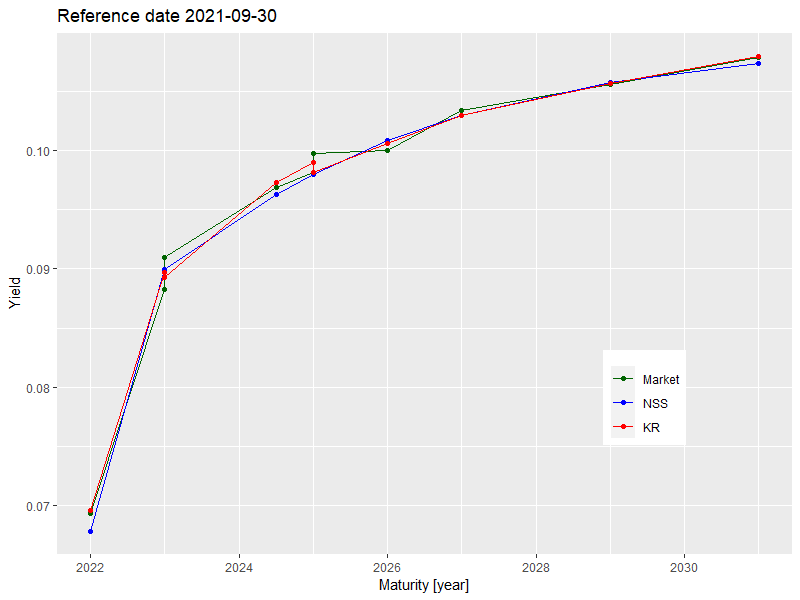 Reference date 2021-09-30
0.10
0.09
0.08
0.07
Yield
Market
NSS
KR
2022 2024 2026 2028 2030
Maturity [year]